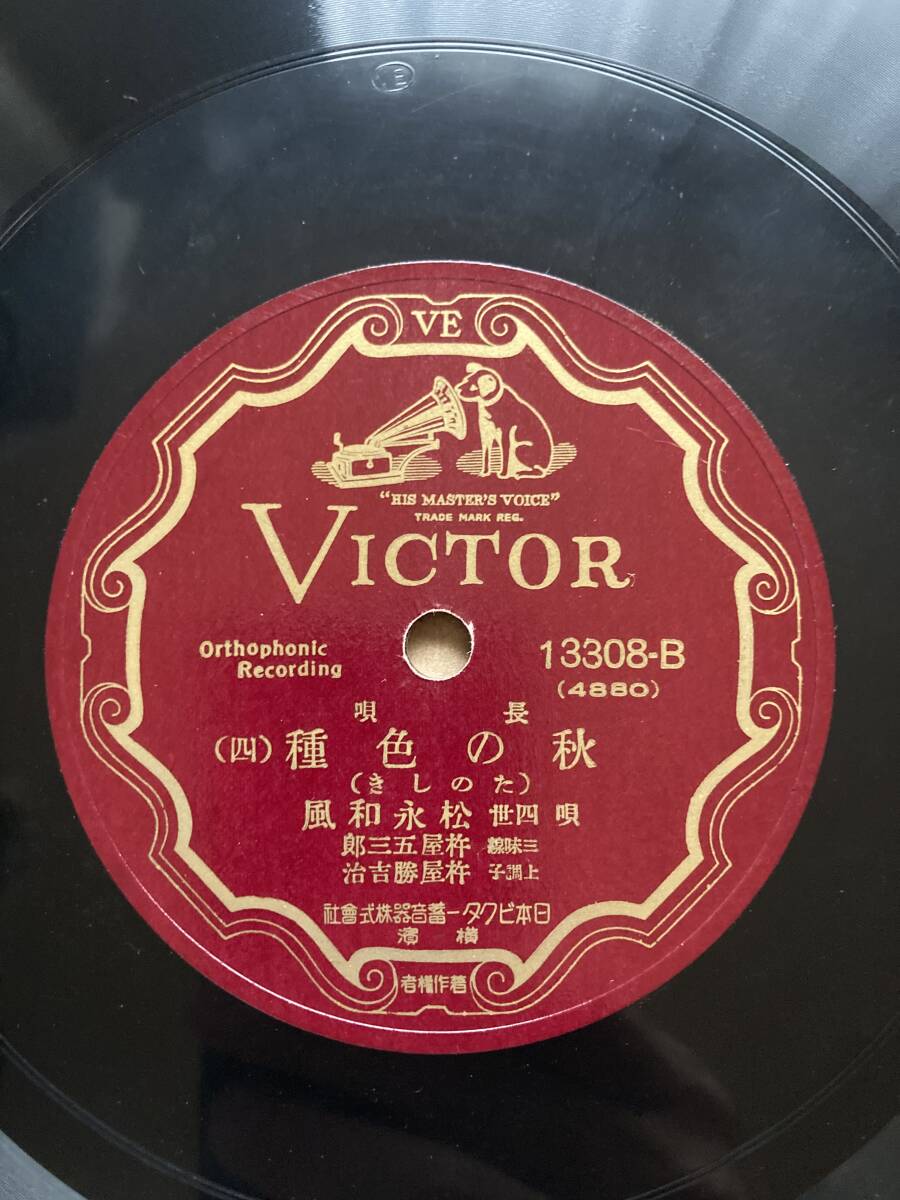 VE
"HIS MASTER'S VOICE"
TRADE MARK REG.
VICTOR
Orthophonic
Recording
13308-B
(4880)
長唄
秋の色種 (四)
(たのしき)
唄 四世 松永和風
三味線 杵屋五三郎
上調子 杵屋勝吉治
日本ビクター蓄音器株式會社
橫濱
著作權者